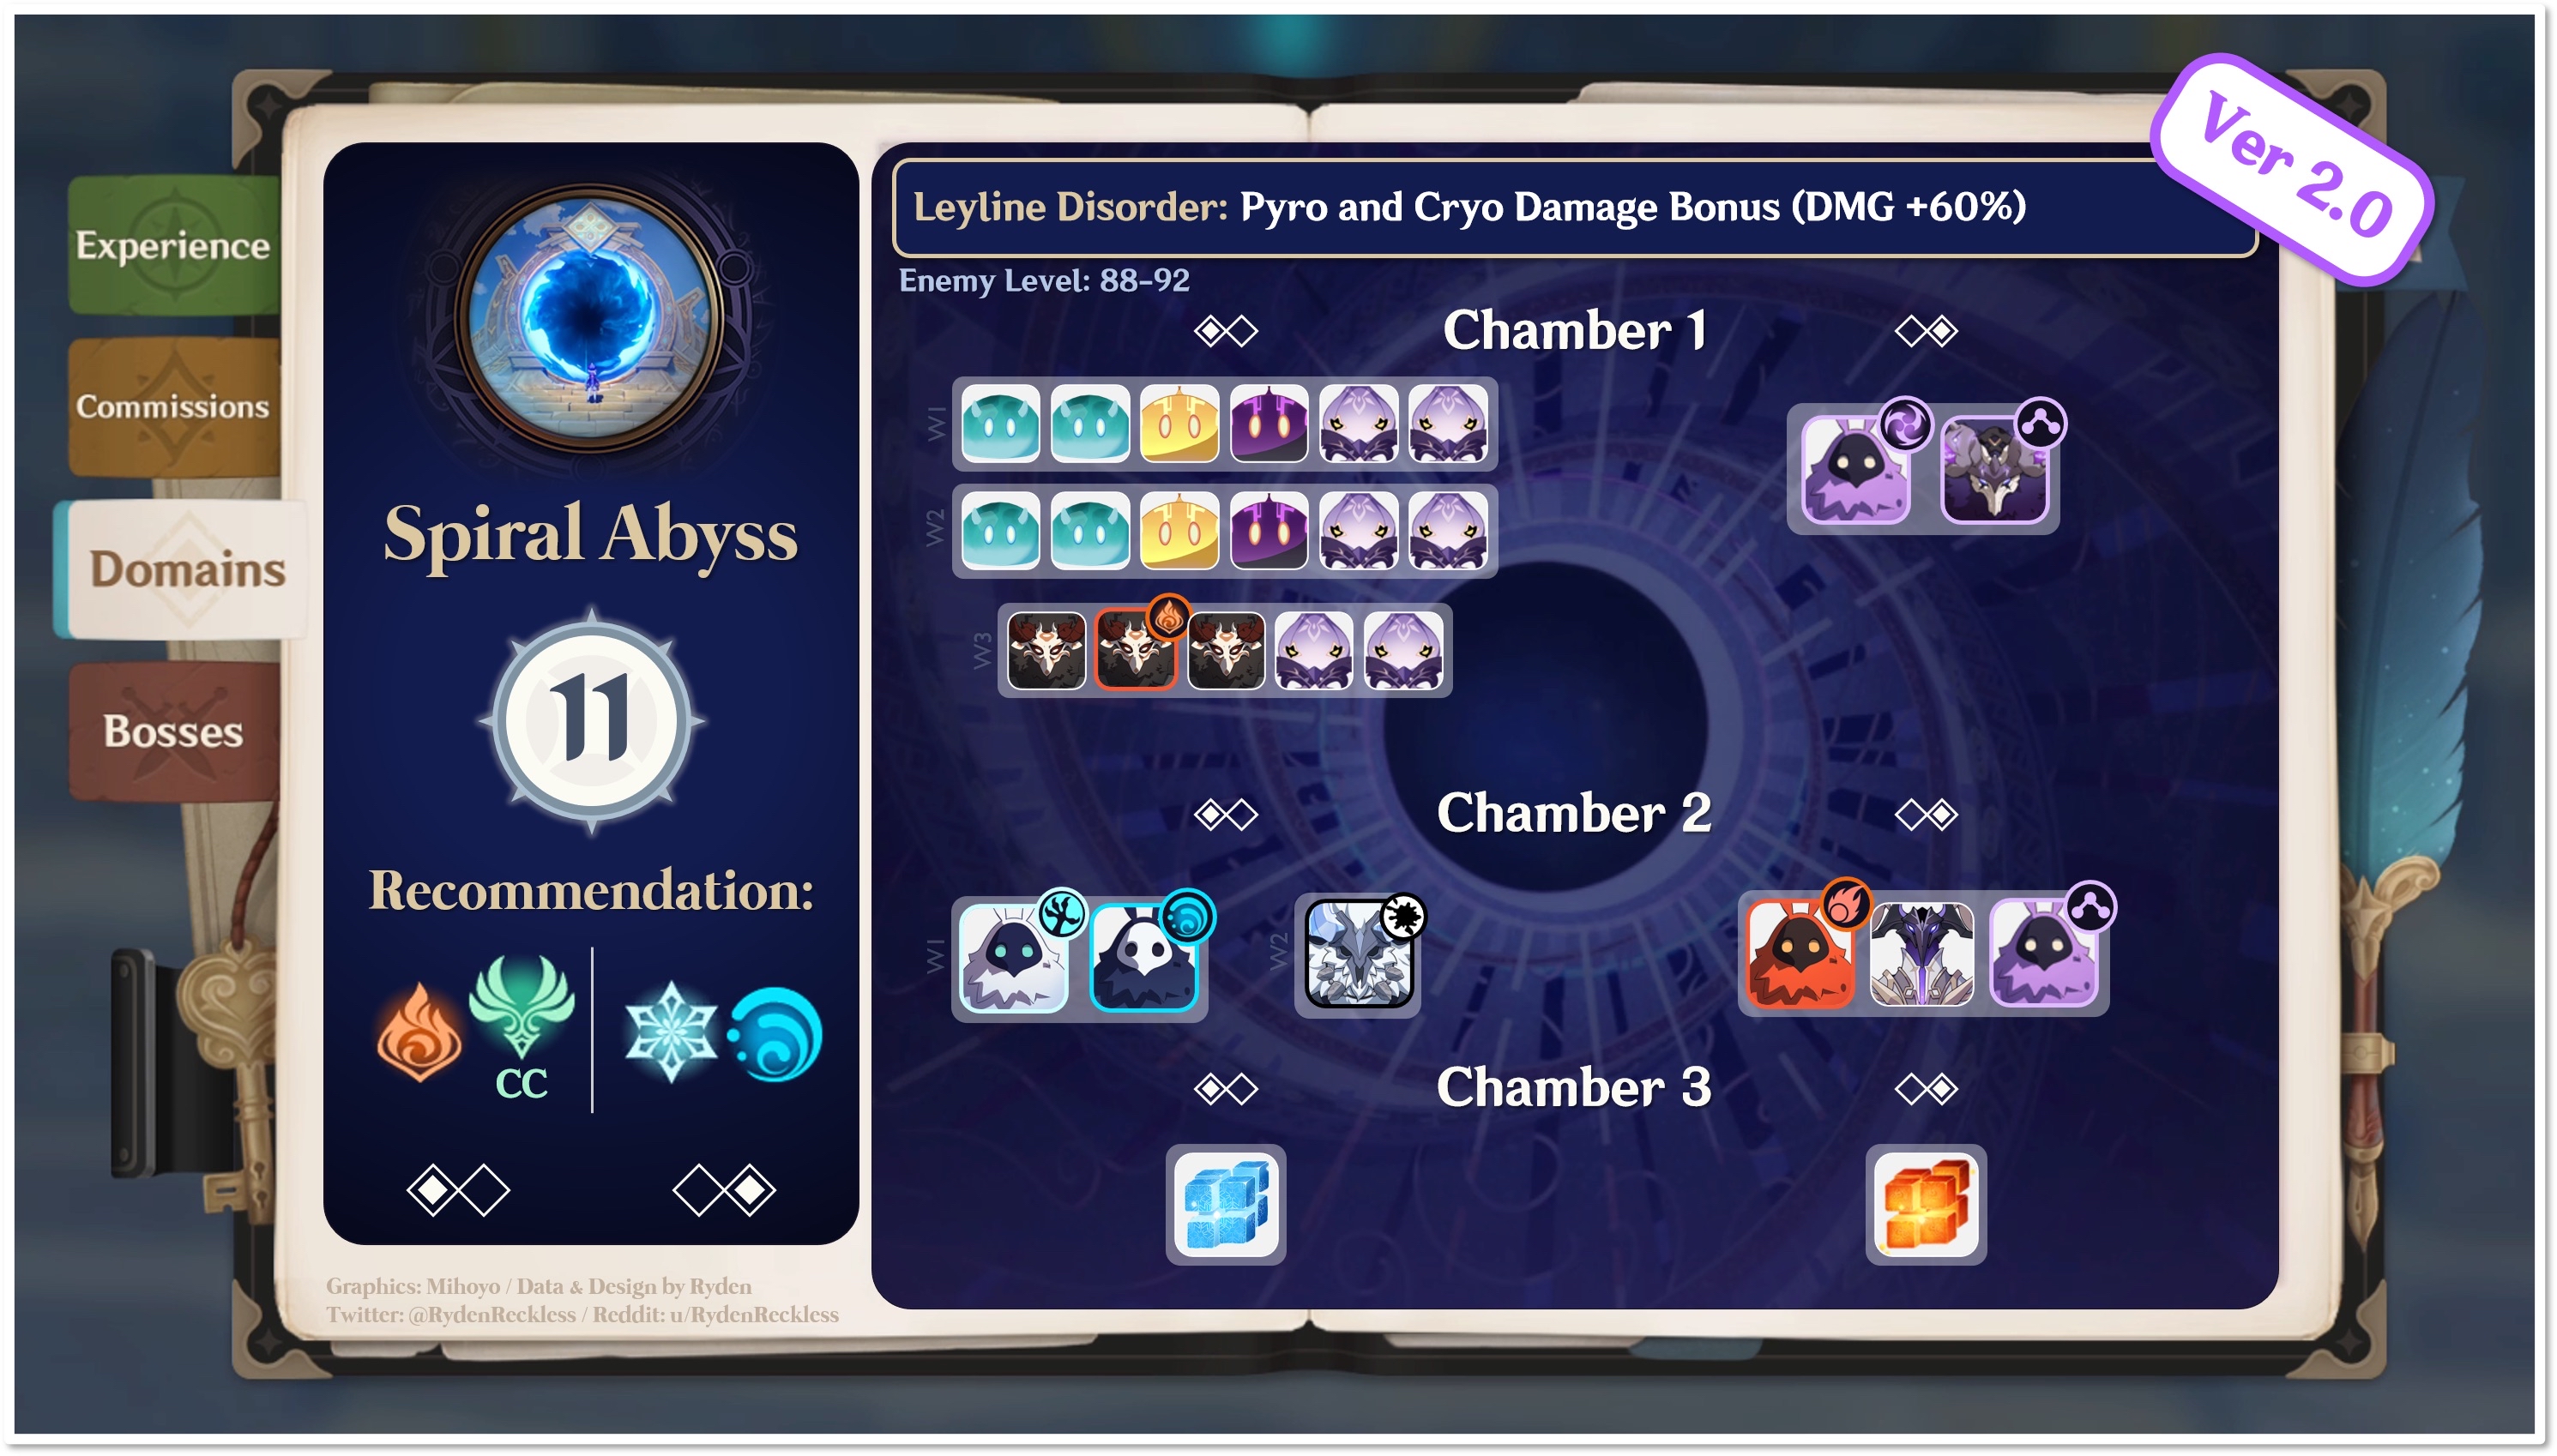 Ver 2.0
Experience
Commissions
Domains
Bosses
Spiral Abyss
11
Recommendation:
CC
Leyline Disorder: Pyro and Cryo Damage Bonus (DMG +60%)
Enemy Level: 88-92
Chamber 1
W1
W2
W3
Chamber 2
W1
W2
Chamber 3
Graphics: Mihoyo / Data & Design by Ryden
Twitter: @RydenReckless / Reddit: u/RydenReckless